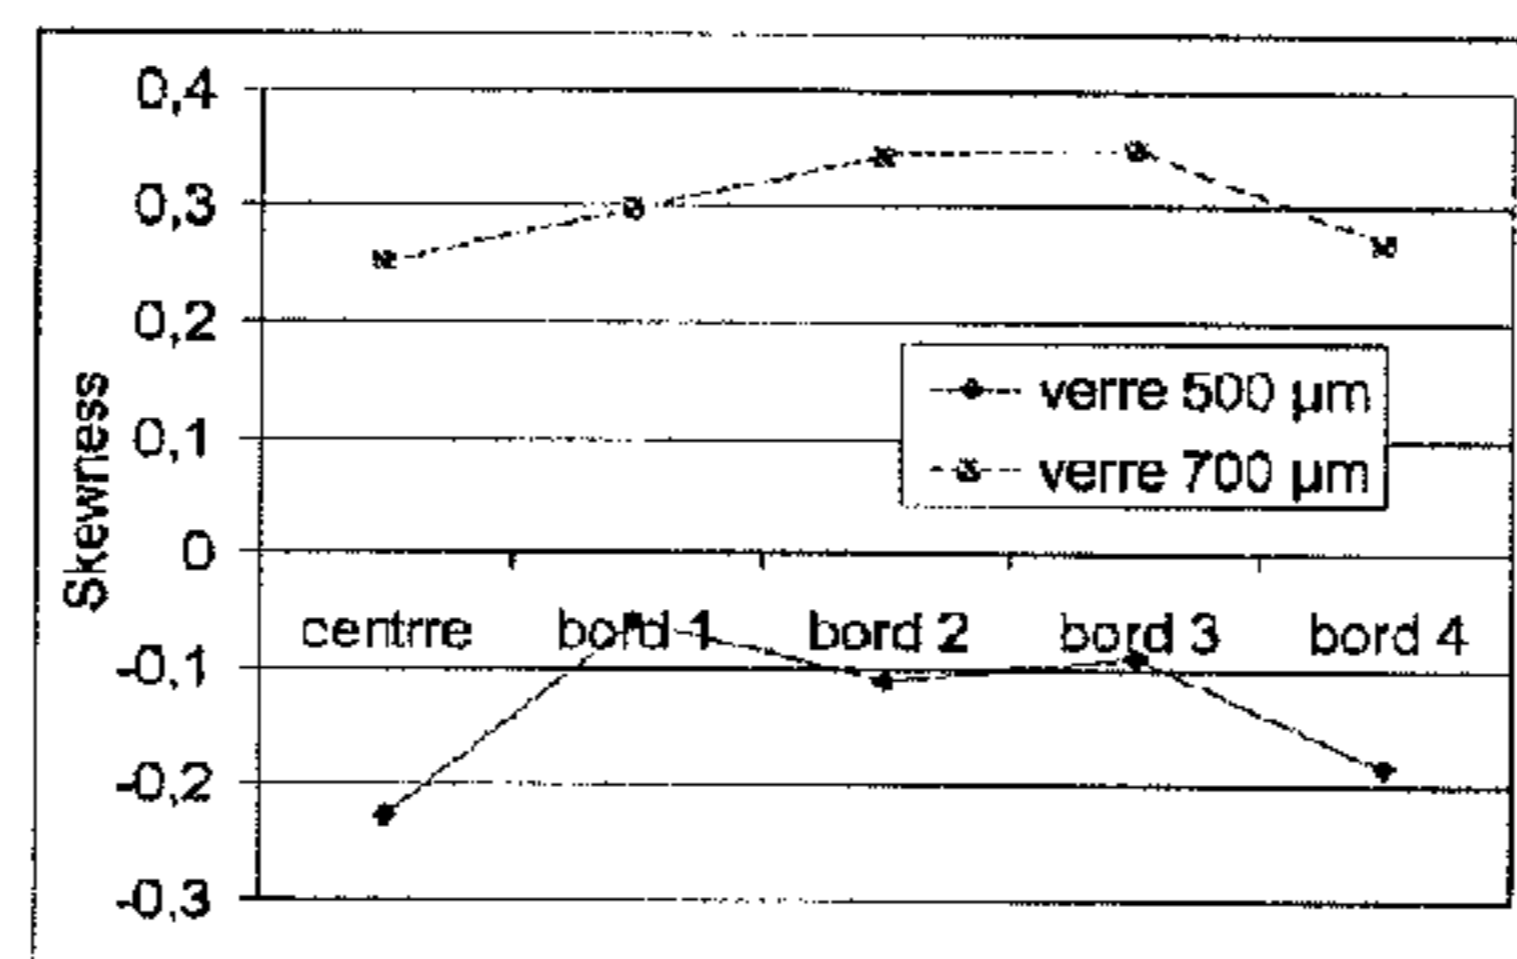 0,4
0,3
0,2
0,1
0
-0,1
-0,2
-0,3
Skewness
verre 500 µm
verre 700 µm
centrre bord 1 bord 2 bord 3 bord 4